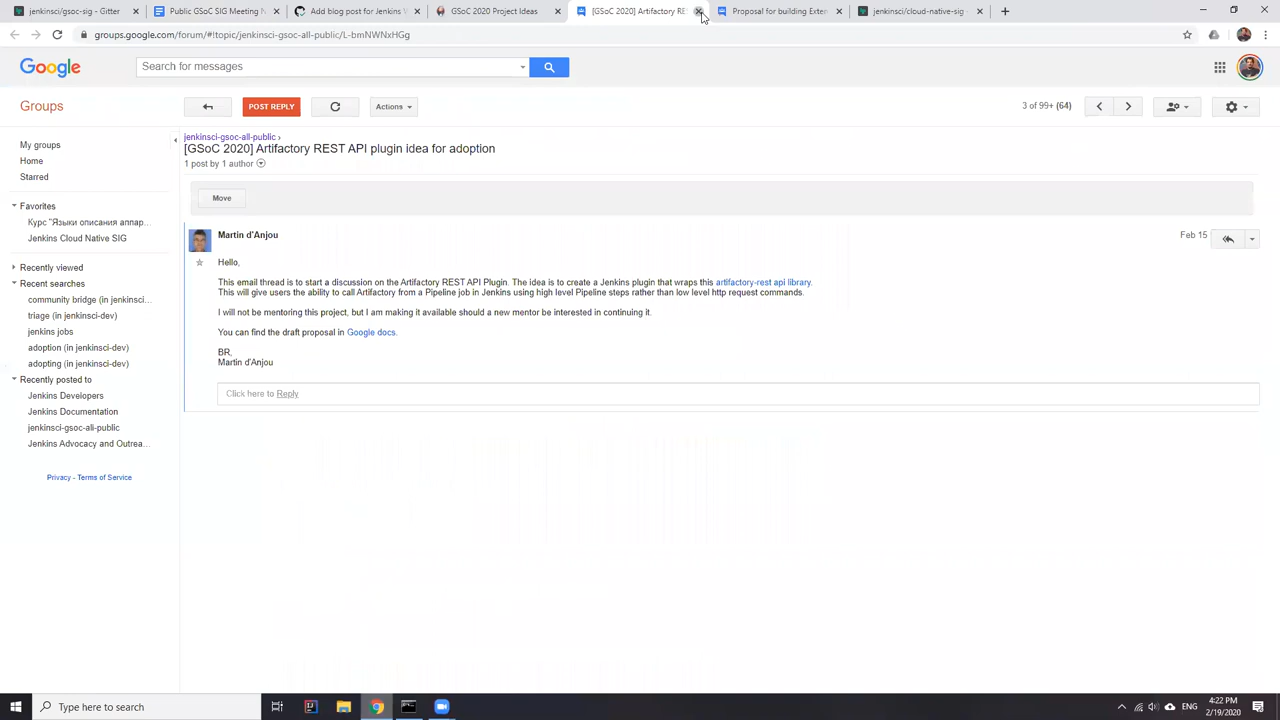 jenkinsci/gsoc-sig - Gitter
Public GSoC SIG Meeting N
Add blog post for Jenkins W
GSoC 2020 Project Ideas
[GSoC 2020] Artifactory RES
Proposal for building Exter
jenkinsci/cloud-native-sig -
groups.google.com/forum/#!topic/jenkinsci-gsoc-all-public/L-bmNWNxHGg
Google
Search for messages
Groups
POST REPLY
Actions
3 of 99+ (64)
My groups
Home
Starred
Favorites
Курс "Языки описания аппар...
Jenkins Cloud Native SIG
Recently viewed
Recent searches
community bridge (in jenkinsci...
triage (in jenkinsci-dev)
jenkins jobs
adoption (in jenkinsci-dev)
adopting (in jenkinsci-dev)
Recently posted to
Jenkins Developers
Jenkins Documentation
jenkinsci-gsoc-all-public
Jenkins Advocacy and Outrea...
Privacy - Terms of Service
jenkinsci-gsoc-all-public ›
[GSoC 2020] Artifactory REST API plugin idea for adoption
1 post by 1 author
Move
Martin d'Anjou
Feb 15
Hello,
This email thread is to start a discussion on the Artifactory REST API Plugin. The idea is to create a Jenkins plugin that wraps this artifactory-rest api library.
This will give users the ability to call Artifactory from a Pipeline job in Jenkins using high level Pipeline steps rather than low level http request commands.
I will not be mentoring this project, but I am making it available should a new mentor be interested in continuing it.
You can find the draft proposal in Google docs.
BR,
Martin d'Anjou
Click here to Reply
Type here to search
ENG
4:22 PM
2/19/2020